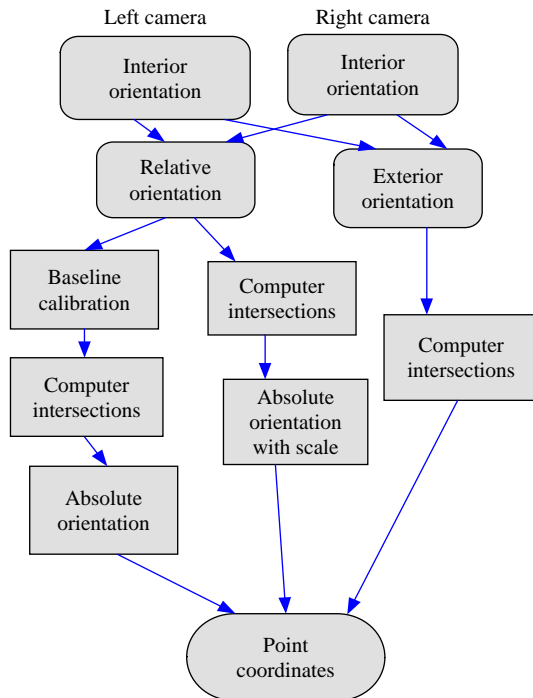 Left camera
Right camera
Interior
orientation
Interior
orientation
Relative
orientation
Exterior
orientation
Baseline
calibration
Computer
intersections
Computer
intersections
Computer
intersections
Absolute
orientation
with scale
Absolute
orientation
Point
coordinates